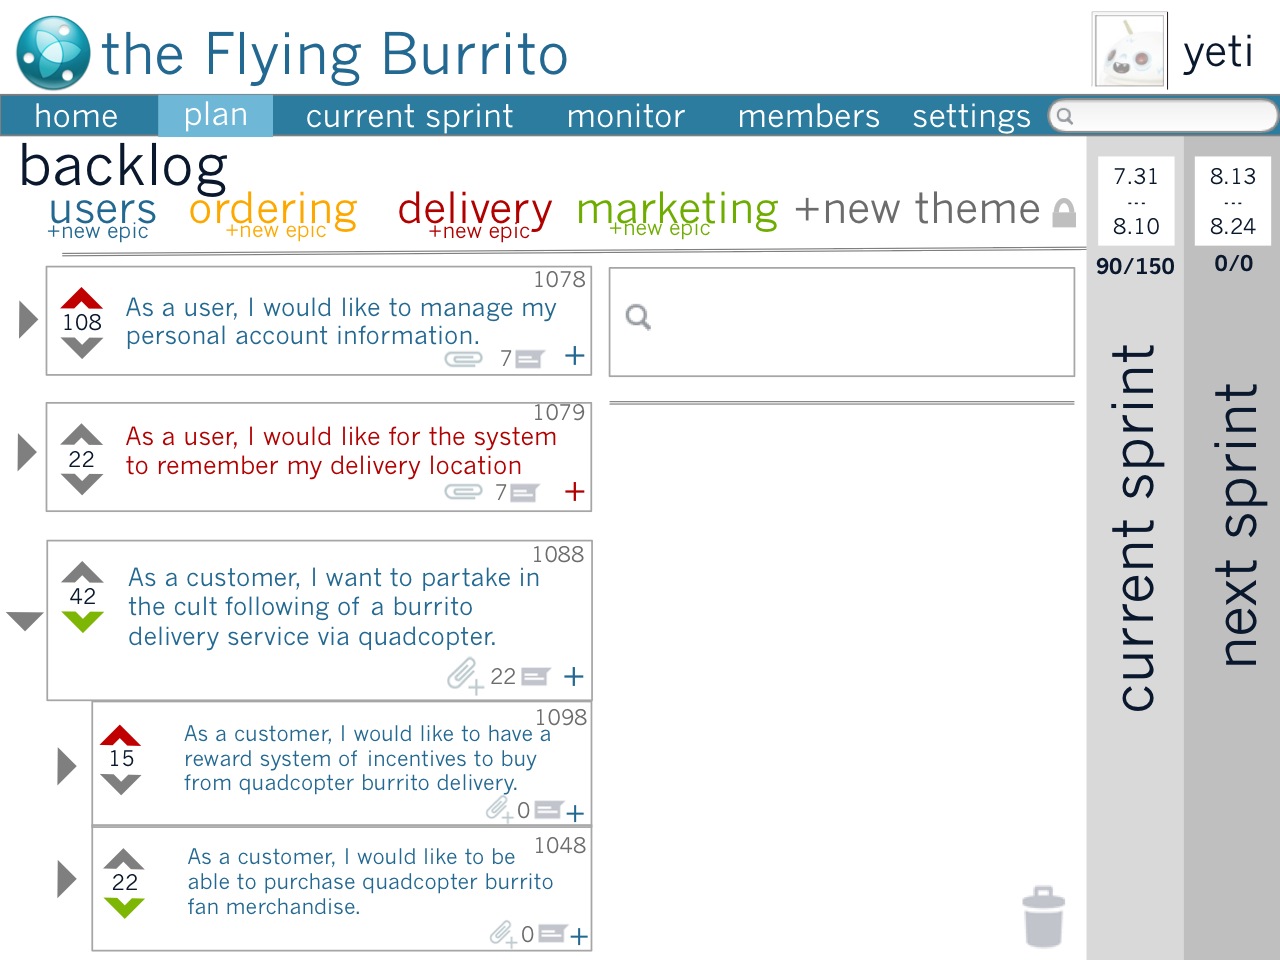 the Flying Burrito
yeti
home plan current sprint monitor members settings
backlog
users ordering delivery marketing +new theme
+new epic +new epic +new epic +new epic
1078
108
As a user, I would like to manage my
personal account information.
7 +
1079
22
As a user, I would like for the system
to remember my delivery location
7 +
1088
42
As a customer, I want to partake in
the cult following of a burrito
delivery service via quadcopter.
22 +
1098
15
As a customer, I would like to have a
reward system of incentives to buy
from quadcopter burrito delivery.
0 +
1048
22
As a customer, I would like to be
able to purchase quadcopter burrito
fan merchandise.
0 +
7.31
...
8.10
90/150
current sprint
8.13
...
8.24
0/0
next sprint